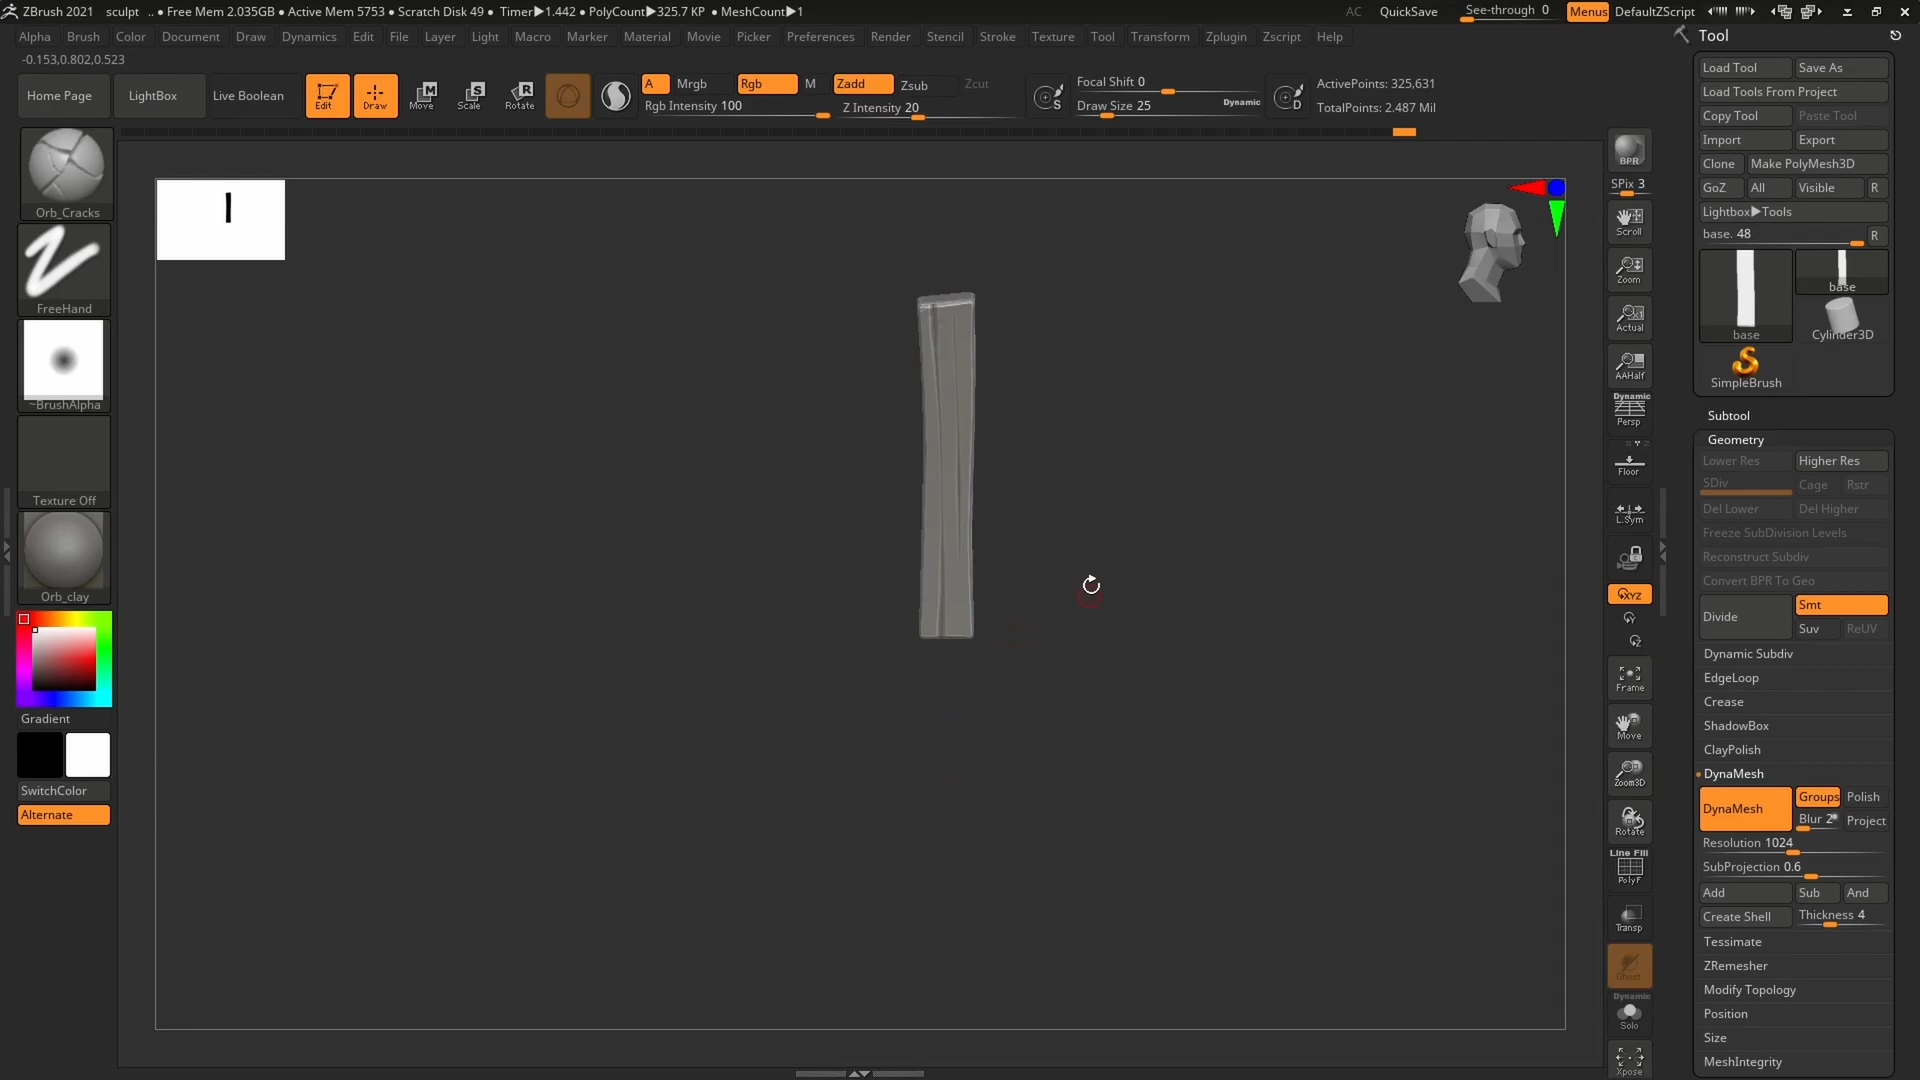 ZBrush 2021 sculpt .. ● Free Mem 2.035GB ● Active Mem 5753 ● Scratch Disk 49 ● Timer▶1.442 ● PolyCount▶325.7 KP ● MeshCount▶1 AC QuickSave See-through 0 Menus DefaultZScript
Alpha Brush Color Document Draw Dynamics Edit File Layer Light Macro Marker Material Movie Picker Preferences Render Stencil Stroke Texture Tool Transform Zplugin Zscript Help
-0.153,0.802,0.523
Home Page LightBox Live Boolean Edit Draw Move Scale Rotate A Mrgb Rgb M Zadd Zsub Zcut
Rgb Intensity 100 Z Intensity 20
S Focal Shift 0
Draw Size 25 Dynamic D
ActivePoints: 325,631
TotalPoints: 2.487 Mil
Orb_Cracks
FreeHand
~BrushAlpha
Texture Off
Orb_clay
Gradient
SwitchColor
Alternate
BPR
SPix 3
Scroll
Zoom
Actual
AAHalf
Dynamic
Persp
Floor
L.Sym
XYZ
Frame
Move
Zoom3D
Rotate
Line Fill
PolyF
Transp
Ghost
Dynamic
Solo
Xpose
Tool
Load Tool Save As
Load Tools From Project
Copy Tool Paste Tool
Import Export
Clone Make PolyMesh3D
GoZ All Visible R
Lightbox▶Tools
base. 48 R
base
base Cylinder3D
SimpleBrush
Subtool
Geometry
Lower Res Higher Res
SDiv Cage Rstr
Del Lower Del Higher
Freeze SubDivision Levels
Reconstruct Subdiv
Convert BPR To Geo
Divide Smt
Suv ReUV
Dynamic Subdiv
EdgeLoop
Crease
ShadowBox
ClayPolish
DynaMesh
DynaMesh Groups Polish
Blur 2 Project
Resolution 1024
SubProjection 0.6
Add Sub And
Create Shell Thickness 4
Tessimate
ZRemesher
Modify Topology
Position
Size
MeshIntegrity